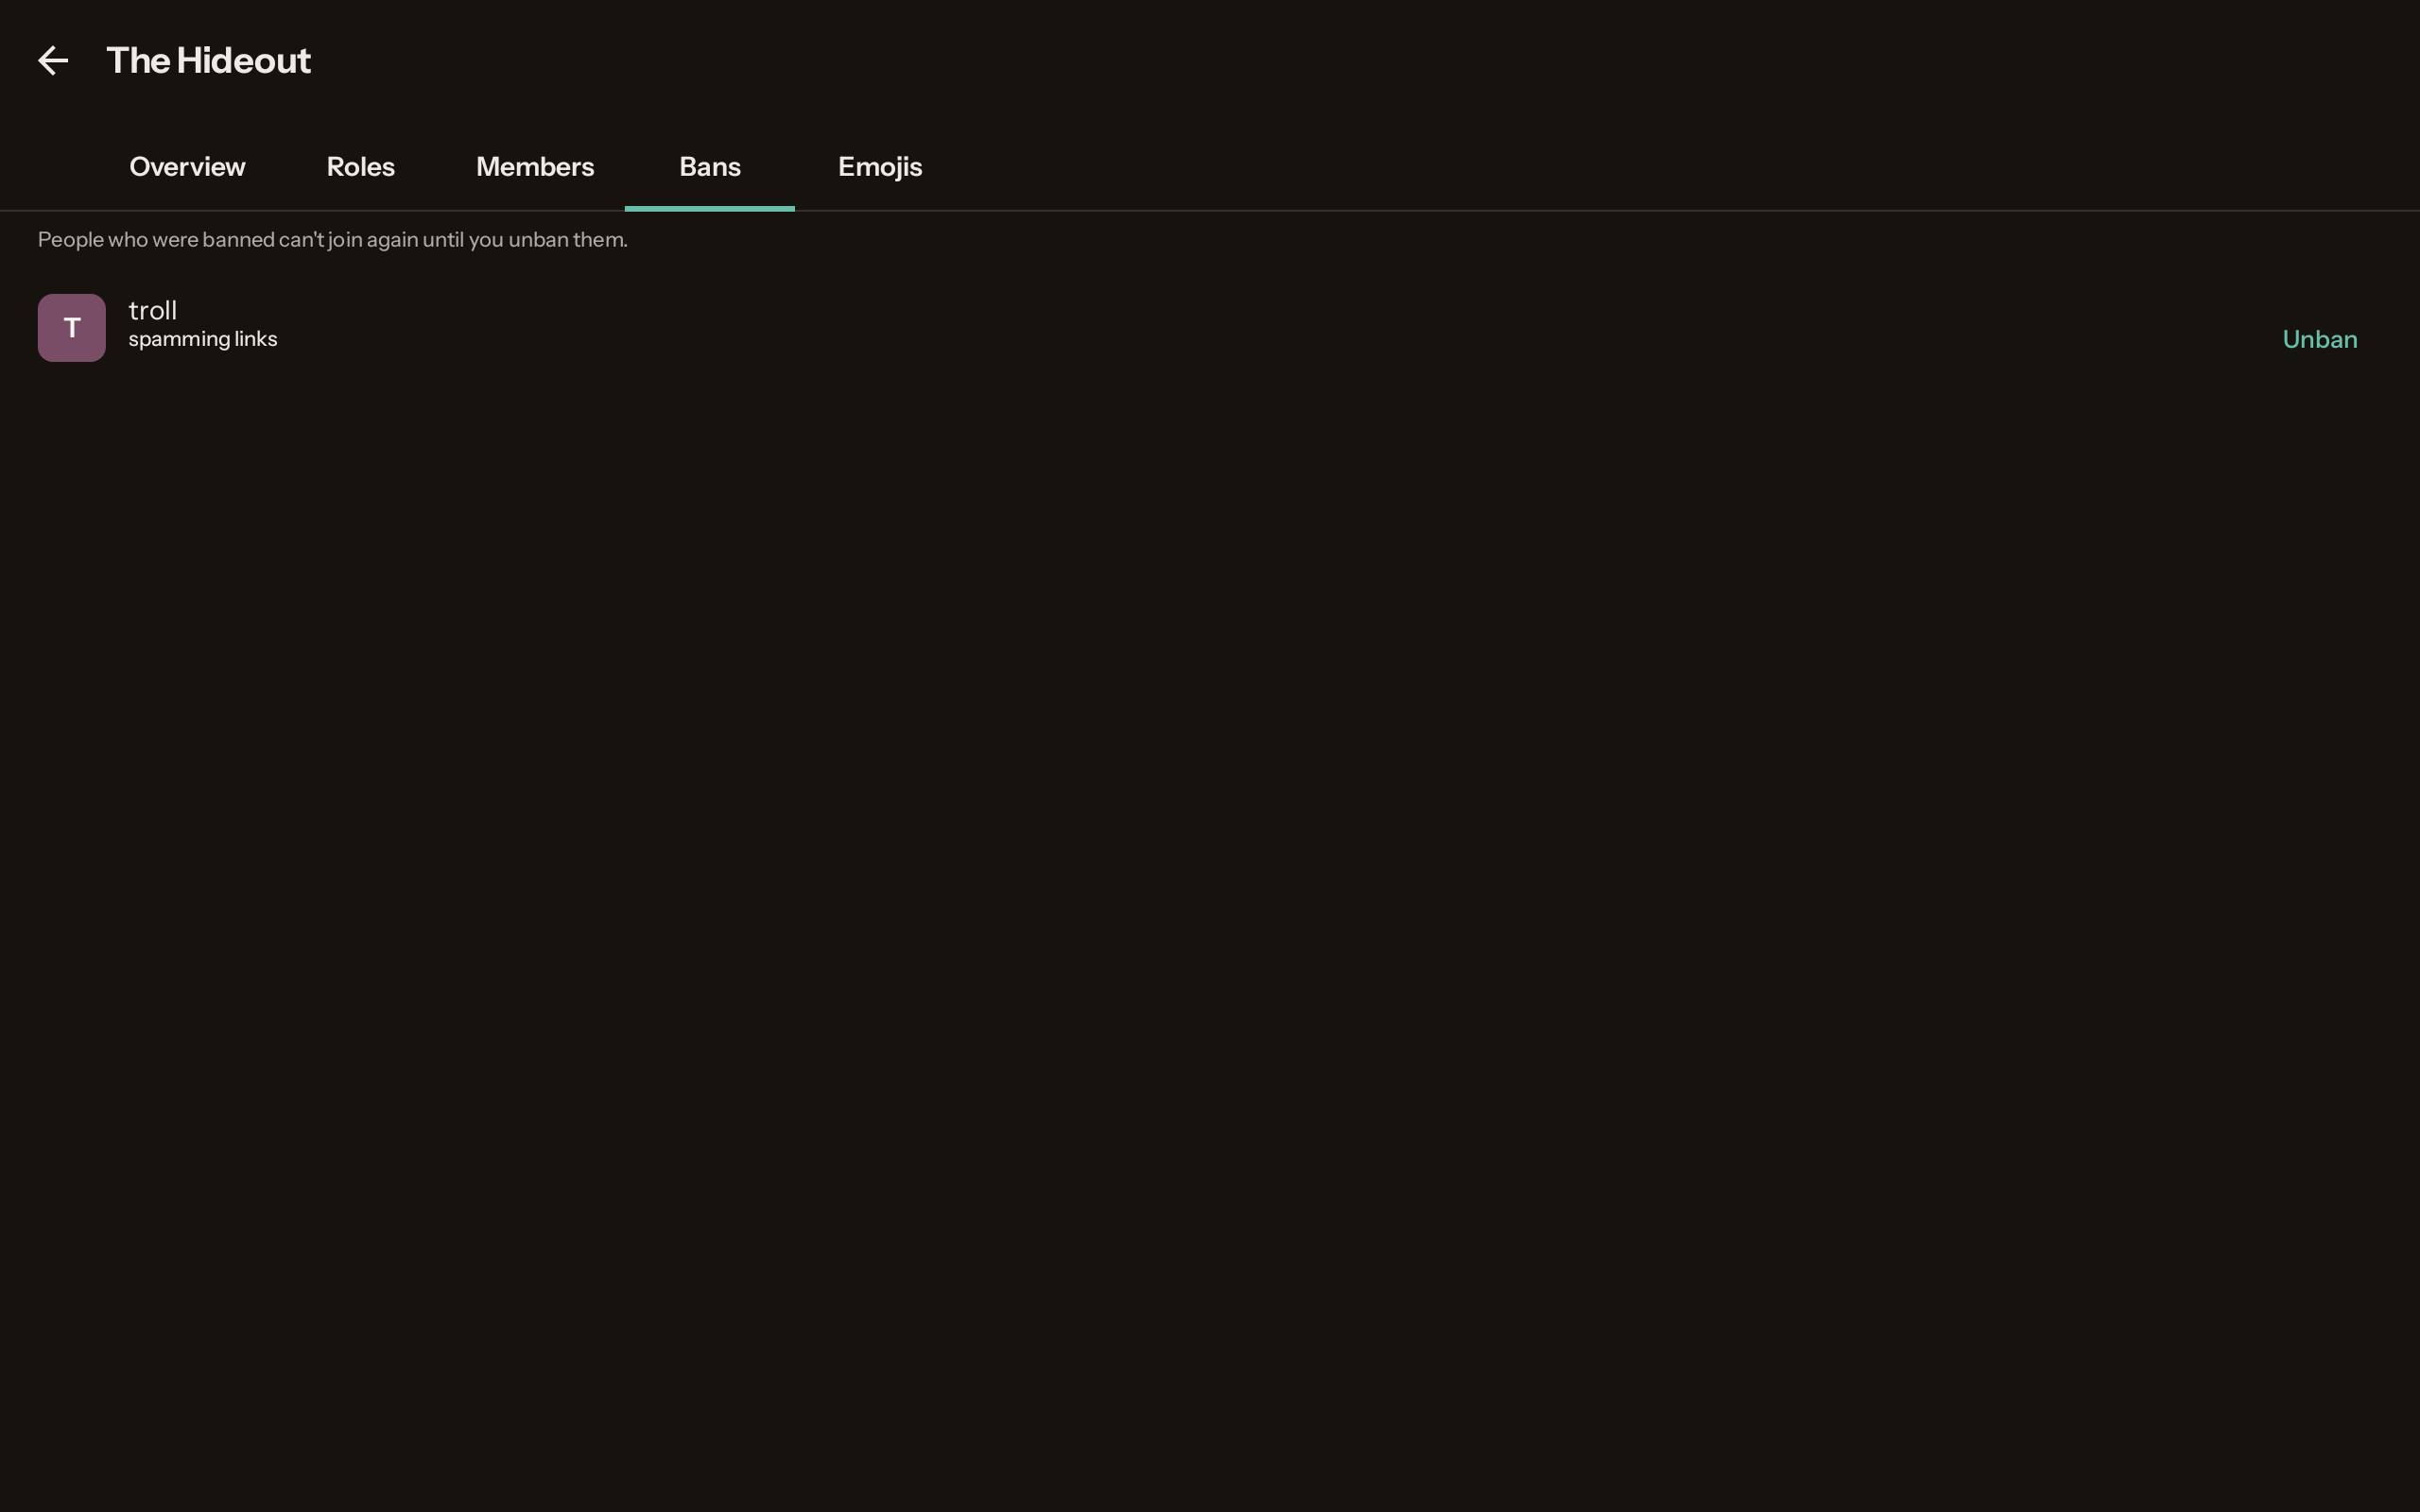 The Hideout
Overview Roles Members Bans Emojis
People who were banned can't join again until you unban them.
T
troll
spamming links
Unban